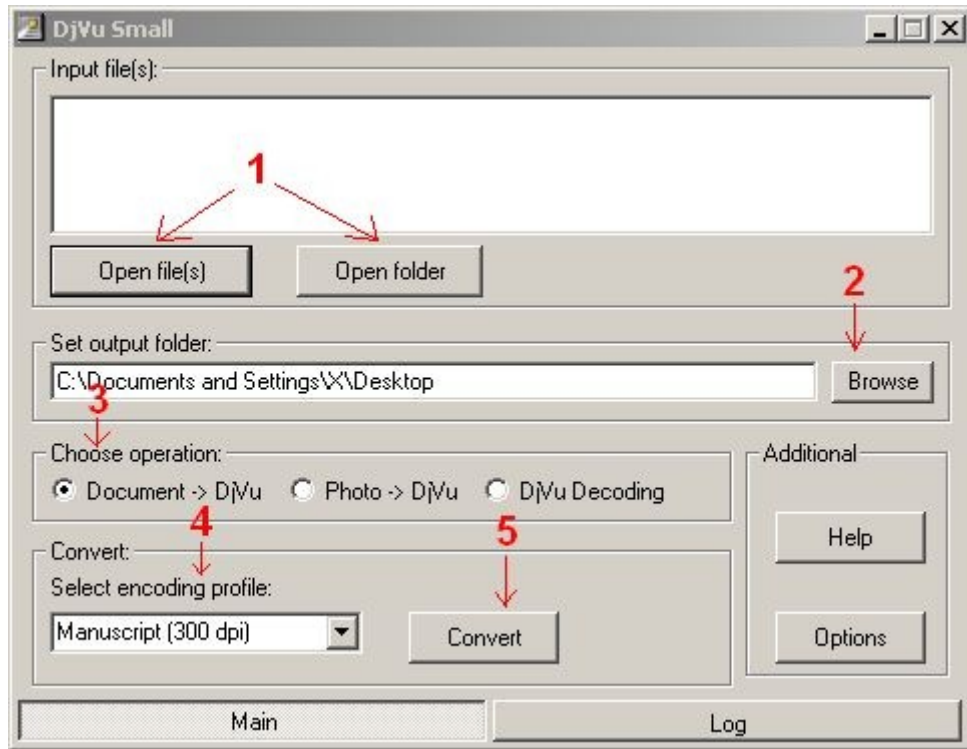 DjVu Small
Input file(s):
1
Open file(s) Open folder
2
Set output folder:
C:\Documents and Settings\X\Desktop Browse
3
Choose operation: Additional
Document -> DjVu Photo -> DjVu DjVu Decoding
4 5
Help
Convert:
Select encoding profile:
Manuscript (300 dpi) Convert Options
Main Log